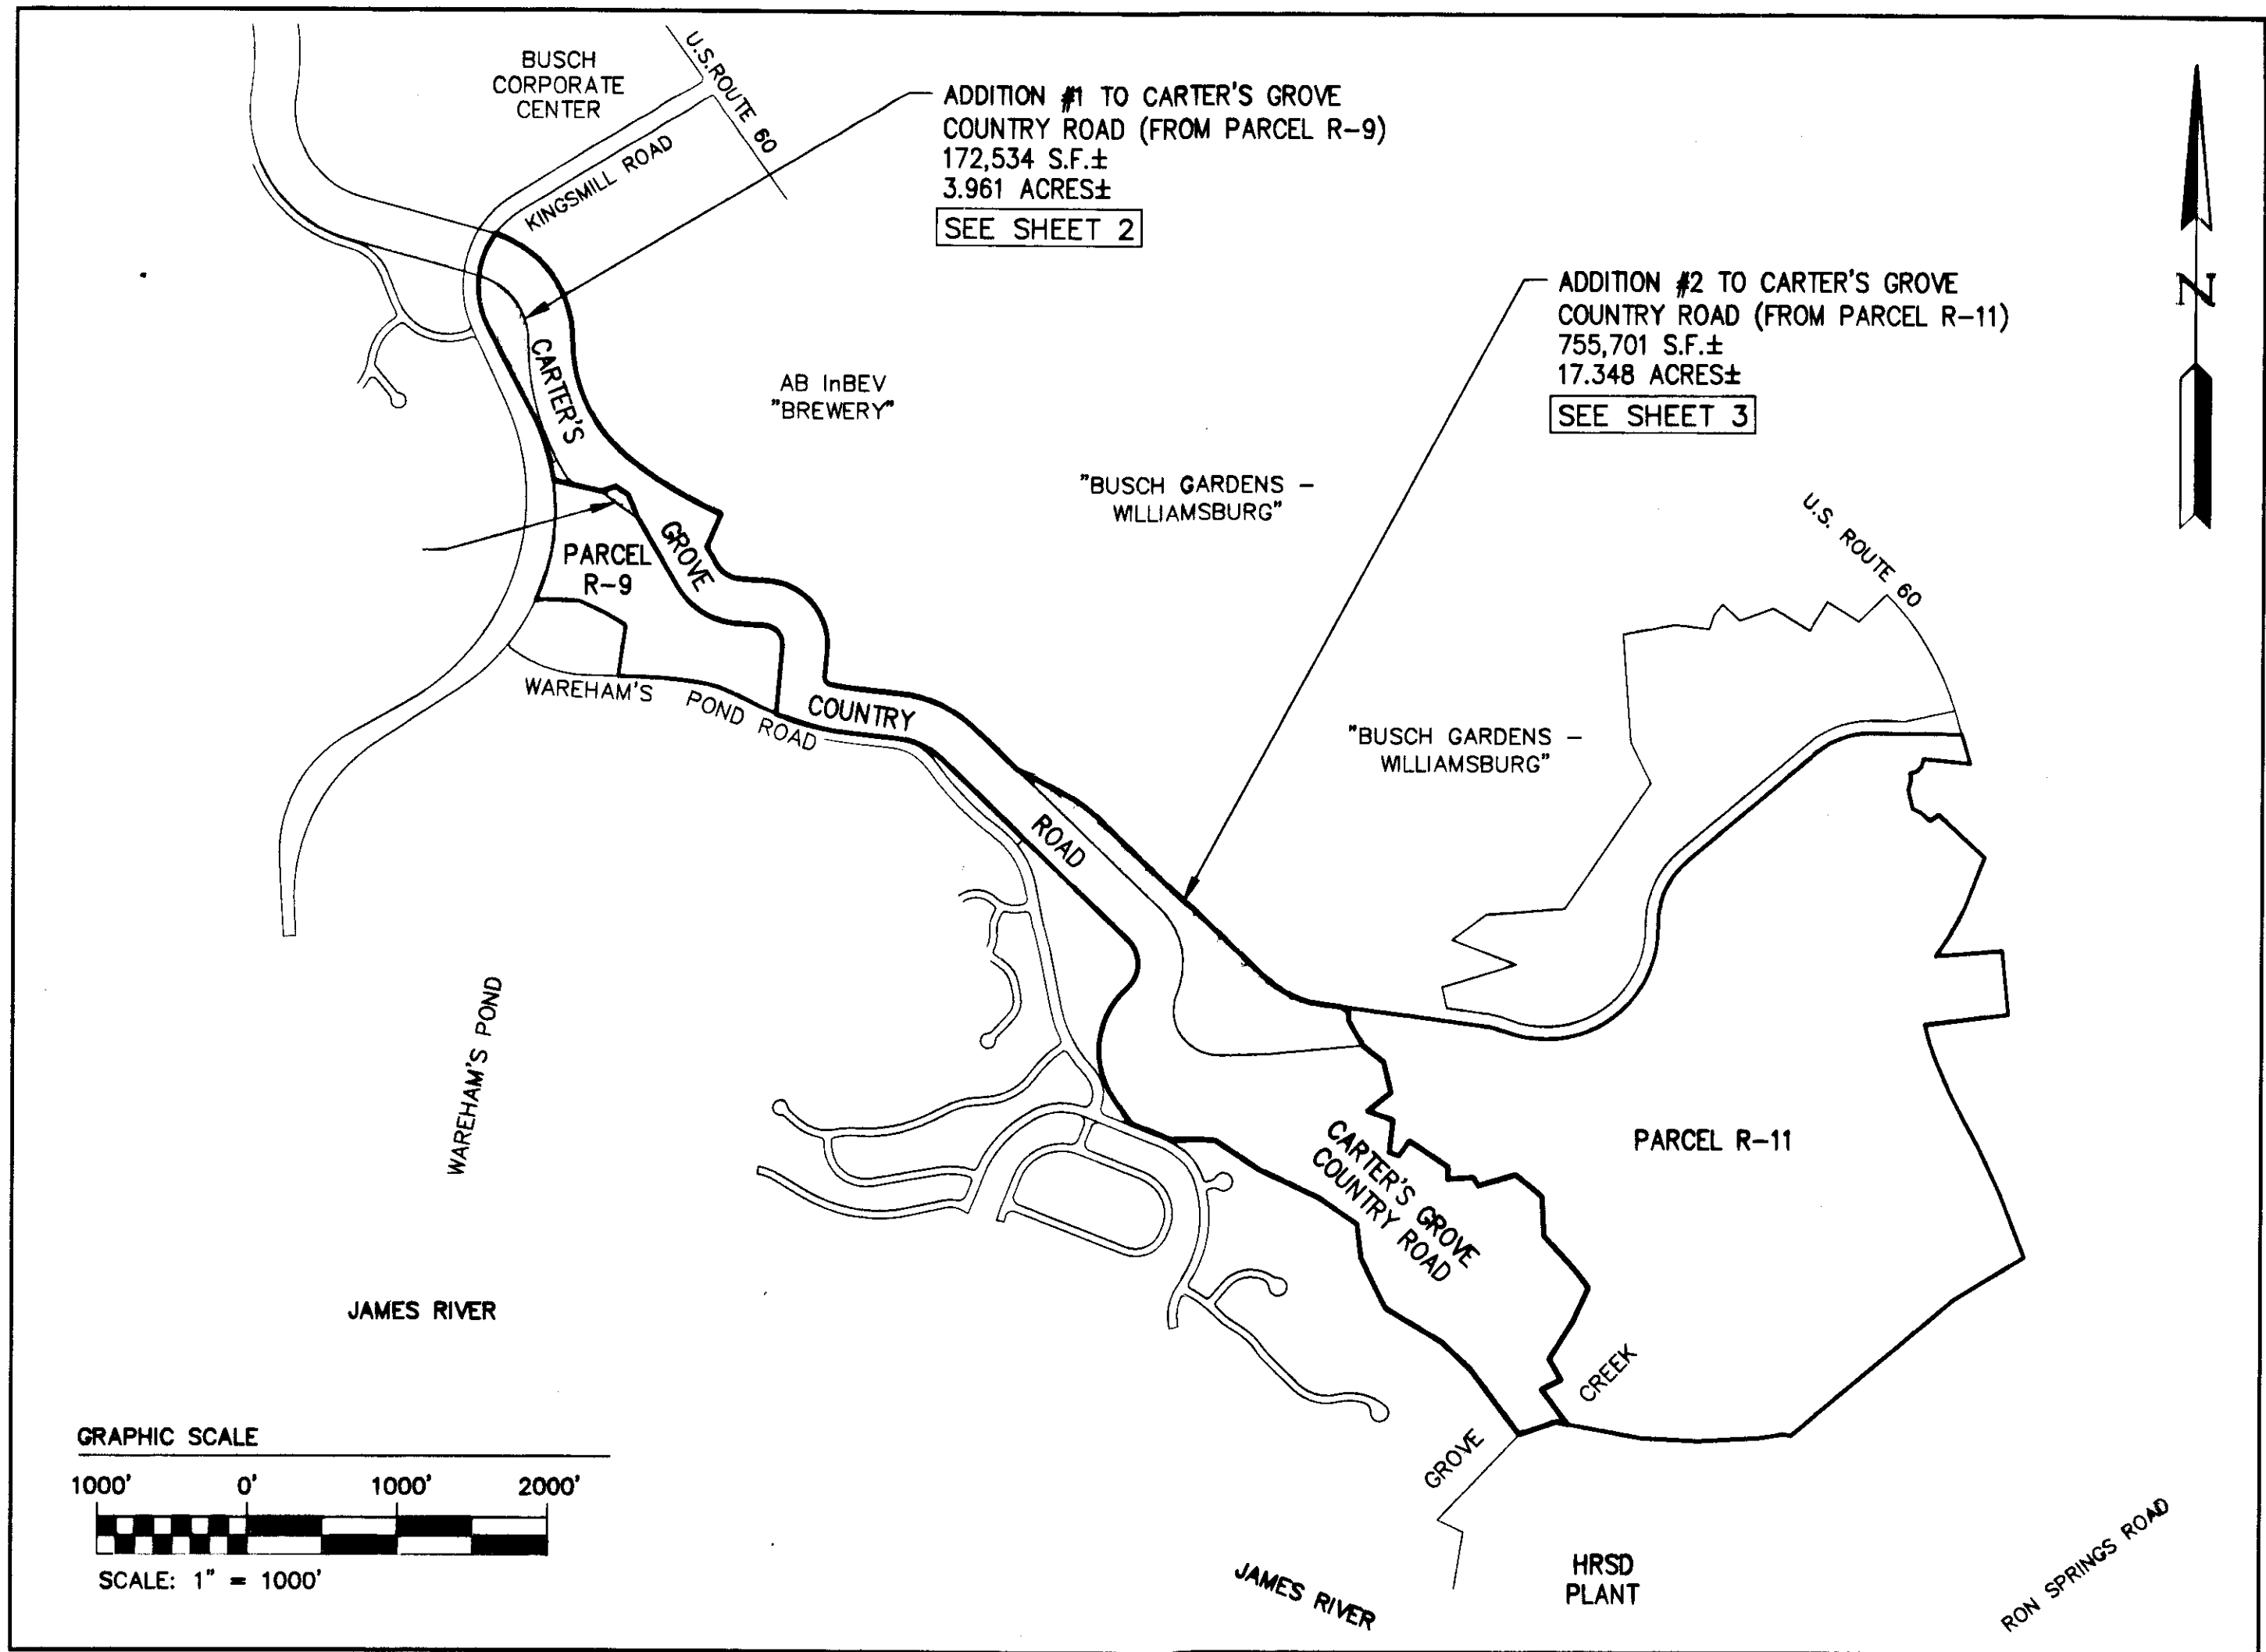 BUSCH
CORPORATE
CENTER
U.S.ROUTE 60
KINGSMILL ROAD
ADDITION #1 TO CARTER'S GROVE
COUNTRY ROAD (FROM PARCEL R-9)
172,534 S.F.±
3.961 ACRES±
SEE SHEET 2
ADDITION #2 TO CARTER'S GROVE
COUNTRY ROAD (FROM PARCEL R-11)
755,701 S.F.±
17.348 ACRES±
SEE SHEET 3
N
AB InBEV
"BREWERY"
"BUSCH GARDENS -
WILLIAMSBURG"
U.S. ROUTE 60
CARTER'S
GROVE
COUNTRY
ROAD
PARCEL
R-9
WAREHAM'S POND ROAD
"BUSCH GARDENS -
WILLIAMSBURG"
WAREHAM'S POND
PARCEL R-11
CARTER'S GROVE
COUNTRY ROAD
JAMES RIVER
GROVE CREEK
GRAPHIC SCALE
1000' 0' 1000' 2000'
SCALE: 1" = 1000'
JAMES RIVER
HRSD
PLANT
RON SPRINGS ROAD